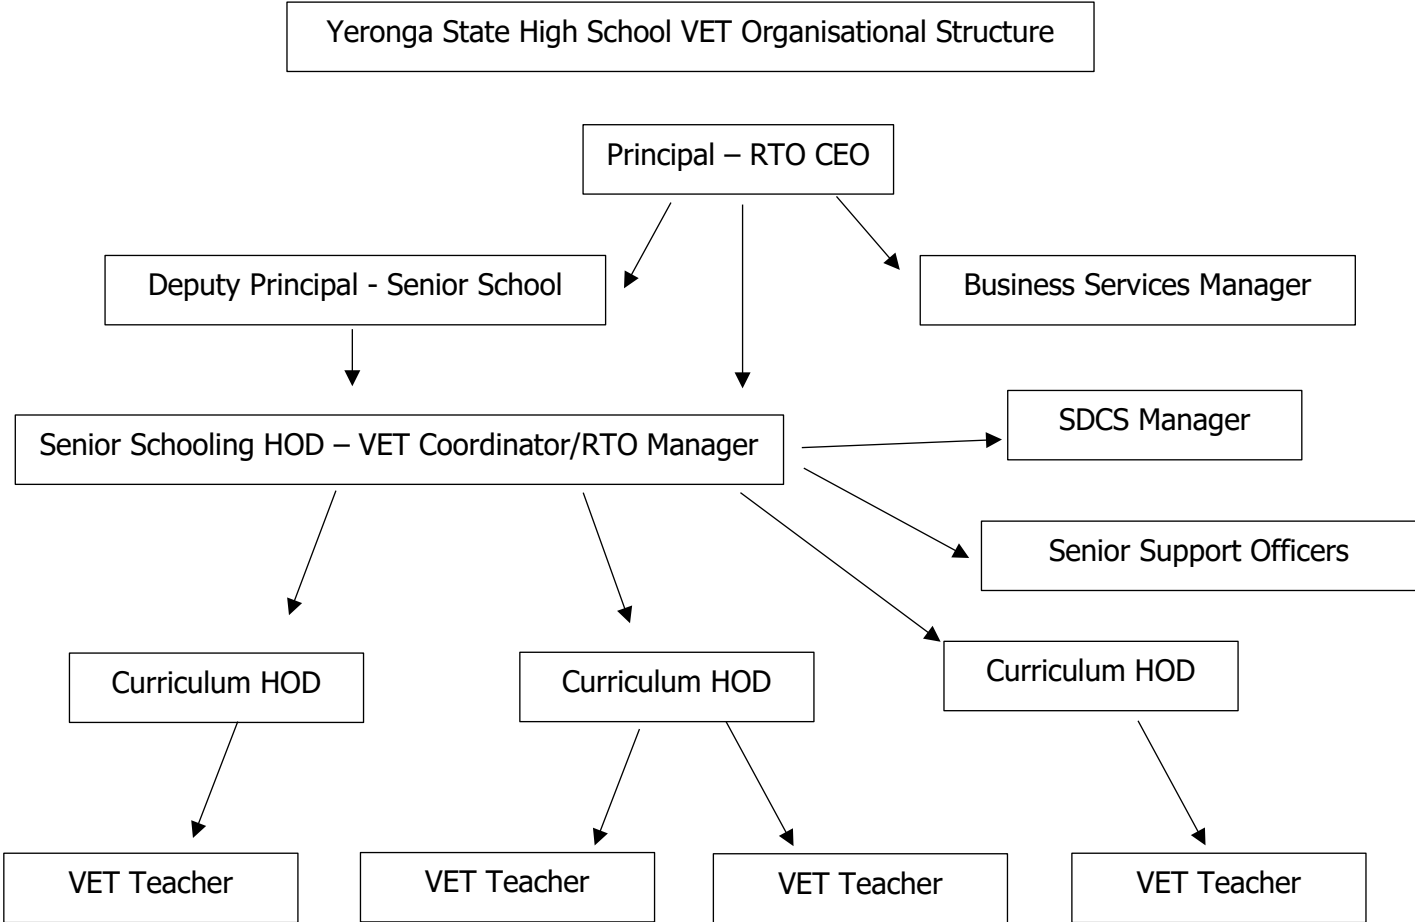 Yeronga State High School VET Organisational Structure
Principal – RTO CEO
Deputy Principal - Senior School
Business Services Manager
Senior Schooling HOD – VET Coordinator/RTO Manager
SDCS Manager
Senior Support Officers
Curriculum HOD
Curriculum HOD
Curriculum HOD
VET Teacher
VET Teacher
VET Teacher
VET Teacher